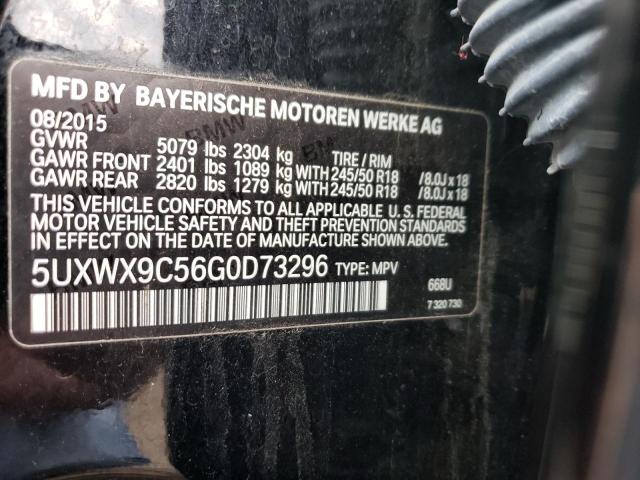 MFD BY BAYERISCHE MOTOREN WERKE AG
08/2015
GVWR 5079 lbs 2304 kg TIRE / RIM
GAWR FRONT 2401 lbs 1089 kg WITH 245/50 R18 /8.0J x 18
GAWR REAR 2820 lbs 1279 kg WITH 245/50 R18 /8.0J x 18
THIS VEHICLE CONFORMS TO ALL APPLICABLE U. S. FEDERAL
MOTOR VEHICLE SAFETY AND THEFT PREVENTION STANDARDS
IN EFFECT ON THE DATE OF MANUFACTURE SHOWN ABOVE.
5UXWX9C56G0D73296 TYPE: MPV
668U
7 320 730